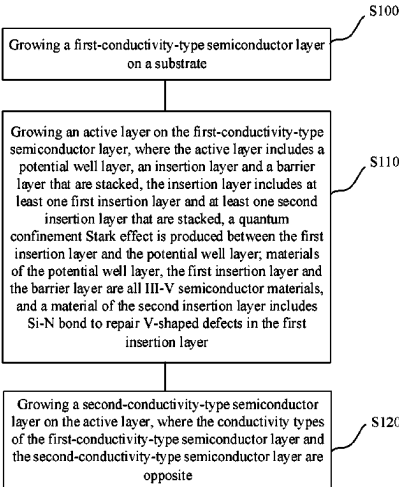 S100
Growing a first-conductivity-type semiconductor layer
on a substrate
Growing an active layer on the first-conductivity-type
semiconductor layer, where the active layer includes a
potential well layer, an insertion layer and a barrier
layer that are stacked, the insertion layer includes at
least one first insertion layer and at least one second
insertion layer that are stacked, a quantum
confinement Stark effect is produced between the first
insertion layer and the potential well layer; materials
of the potential well layer, the first insertion layer and
the barrier layer are all III-V semiconductor materials,
and a material of the second insertion layer includes
Si-N bond to repair V-shaped defects in the first
insertion layer
S110
Growing a second-conductivity-type semiconductor
layer on the active layer, where the conductivity types
of the first-conductivity-type semiconductor layer and
the second-conductivity-type semiconductor layer are
opposite
S120